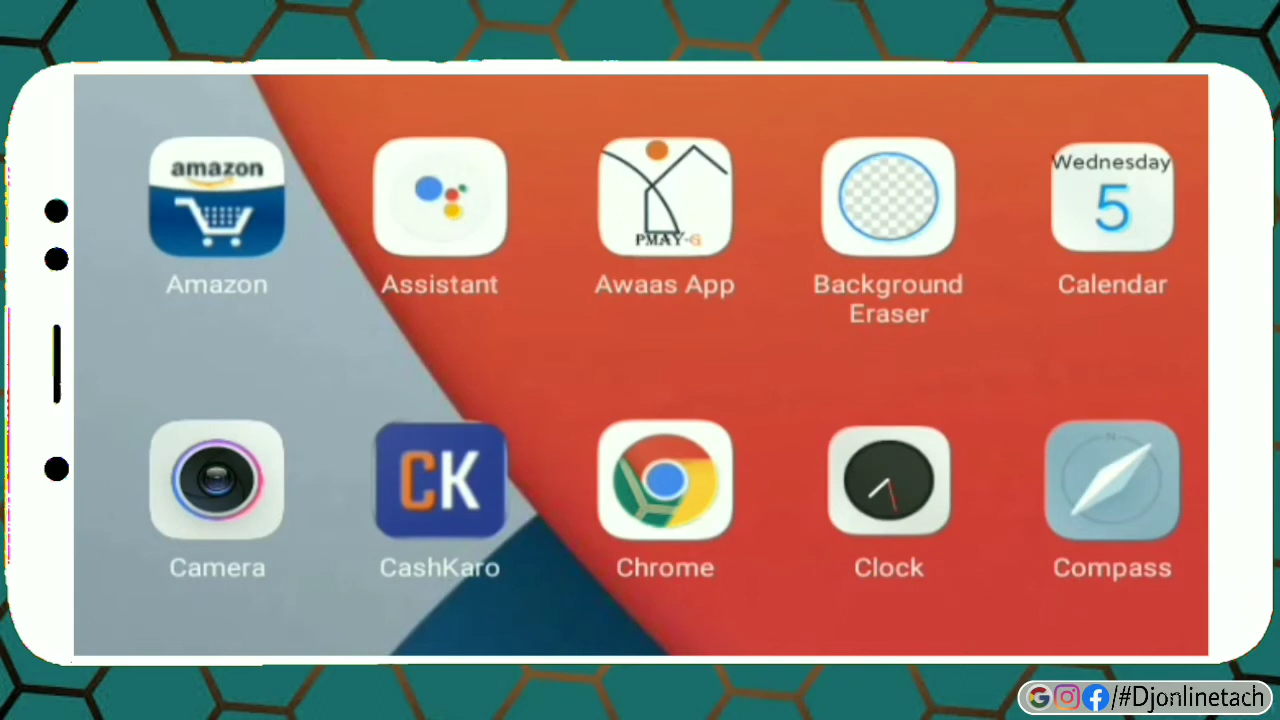 amazon
PMAY-G
Wednesday
5
Amazon
Assistant
Awaas App
Background
Eraser
Calendar
CK
N
Camera
CashKaro
Chrome
Clock
Compass
/#Djonlinetach